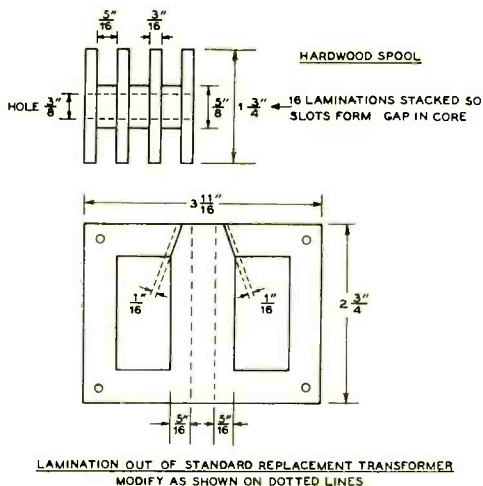 5/16" 3/16"
HARDWOOD SPOOL
HOLE 3/8" 5/8" 1 3/4" 16 LAMINATIONS STACKED SO
SLOTS FORM GAP IN CORE
3 11/16"
1/16" 1/16" 2 3/4"
5/16" 5/16"
LAMINATION OUT OF STANDARD REPLACEMENT TRANSFORMER
MODIFY AS SHOWN ON DOTTED LINES